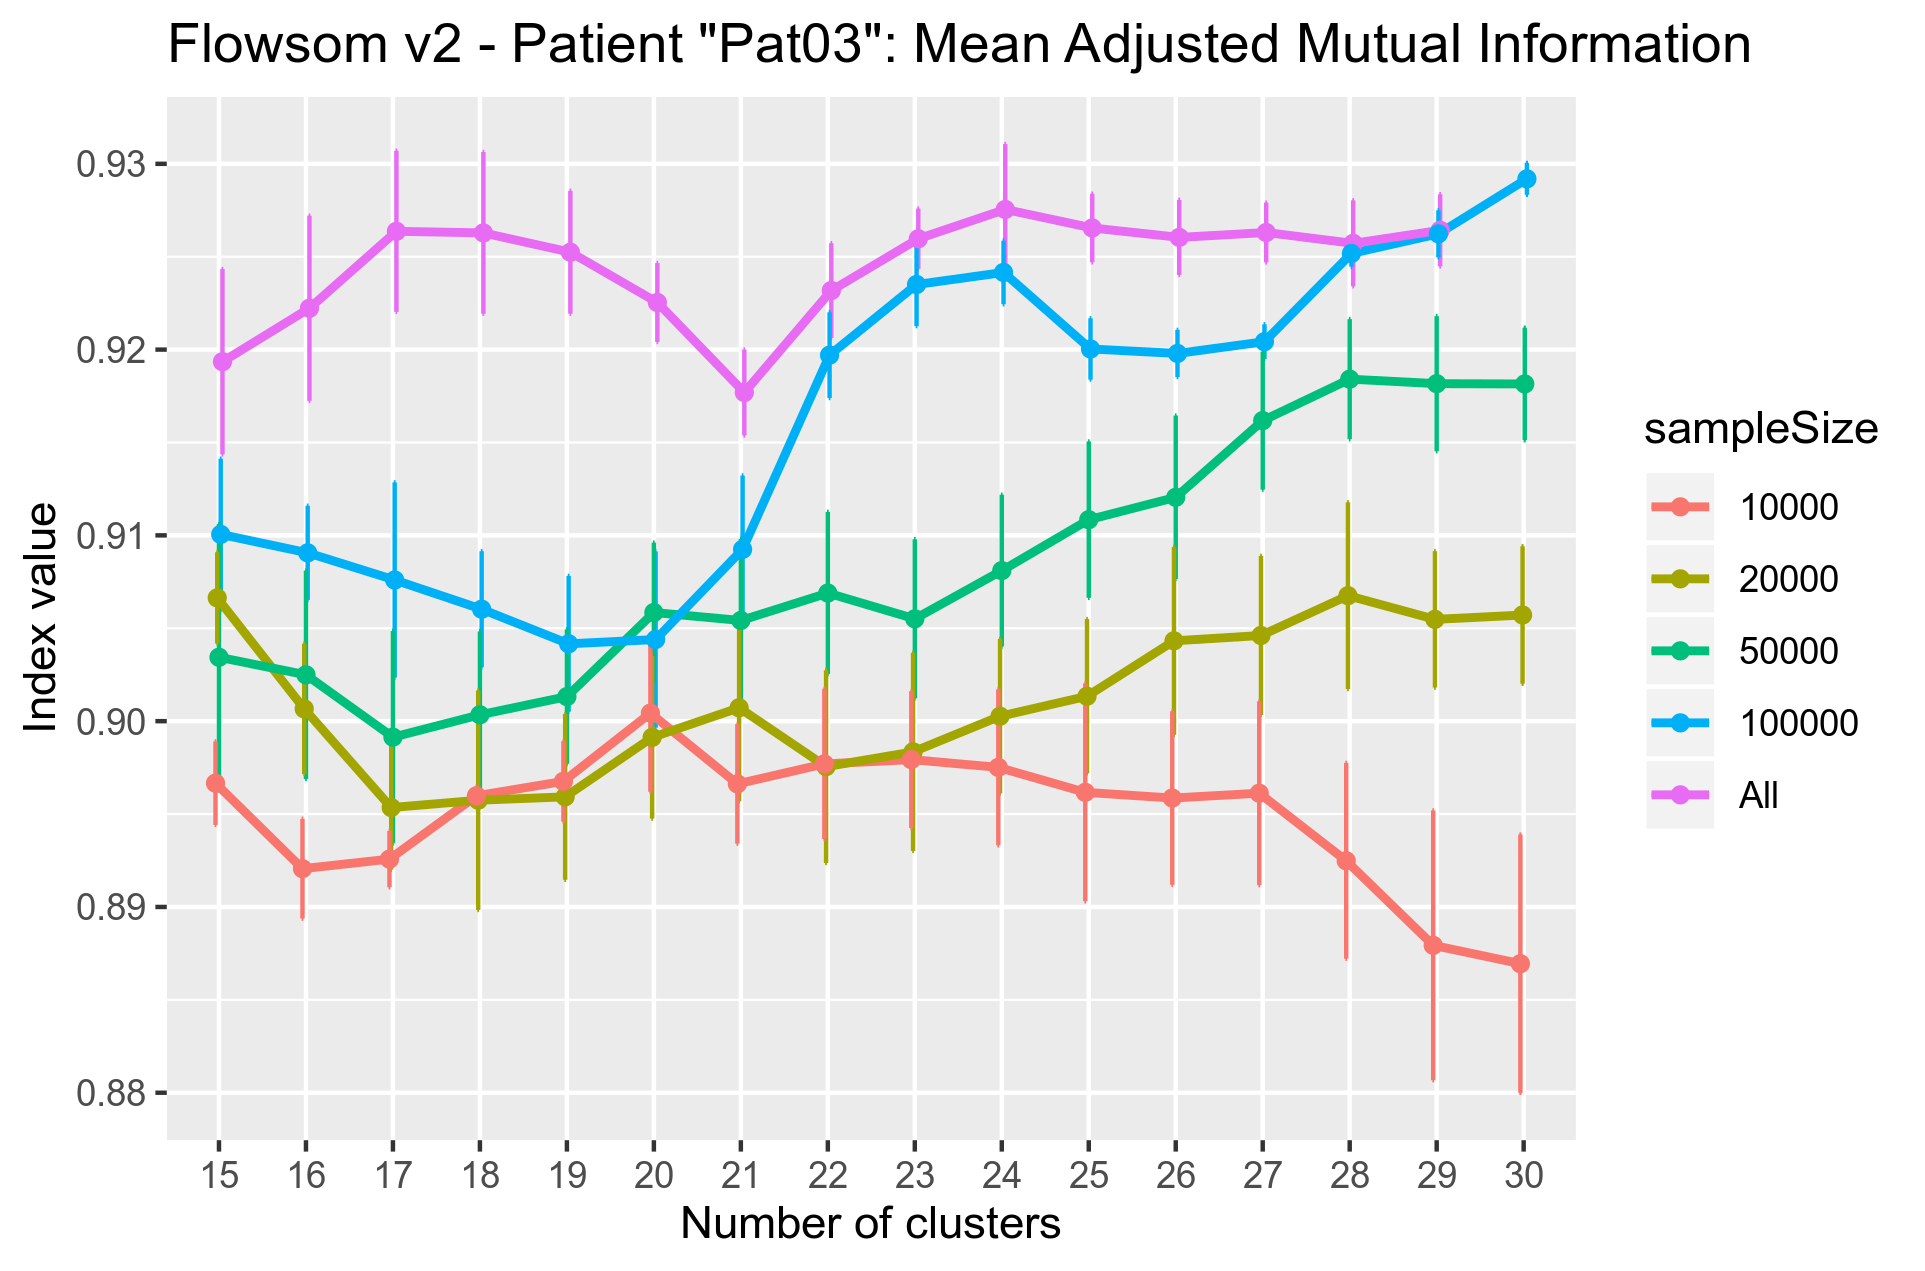 Flowsom v2 - Patient "Pat03": Mean Adjusted Mutual Information
0.93
0.92
0.91
0.90
0.89
0.88
Index value
15 16 17 18 19 20 21 22 23 24 25 26 27 28 29 30
Number of clusters
sampleSize
10000
20000
50000
100000
All